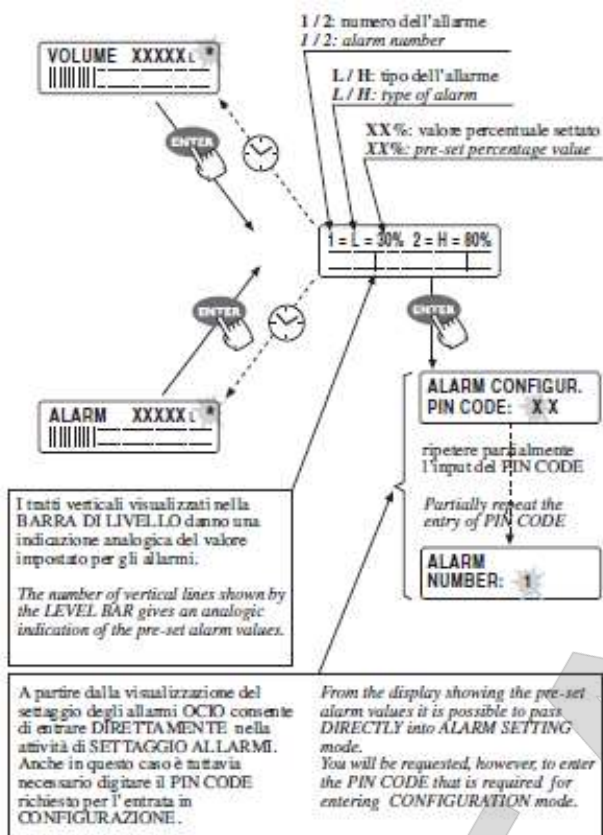 1 / 2: numero dell'allarme
1 / 2: alarm number
VOLUME XXXXX L *
L / H: tipo dell'allarme
L / H: type of alarm
ENTER
XX%: valore percentuale settato
XX%: pre-set percentage value
1 = L = 30% 2 = H = 80%
ENTER
ENTER
ALARM CONFIGUR.
PIN CODE: X X
ALARM XXXXX L *
ripetere parzialmente
l'input del PIN CODE
Partially repeat the
entry of PIN CODE
ALARM
NUMBER: 1
I tratti verticali visualizzati nella
BARRA DI LIVELLO danno una
indicazione analogica del valore
impostato per gli allarmi.
The number of vertical lines shown by
the LEVEL BAR gives an analogic
indication of the pre-set alarm values.
A partire dalla visualizzazione del
settaggio degli allarmi OCIO consente
di entrare DIRETTAMENTE nella
attività di SETTAGGIO ALLARMI.
Anche in questo caso è tuttavia
necessario digitare il PIN CODE
richiesto per l'entrata in
CONFIGURAZIONE.
From the display showing the pre-set
alarm values it is possible to pass
DIRECTLY into ALARM SETTING
mode.
You will be requested, however, to enter
the PIN CODE that is required for
entering CONFIGURATION mode.